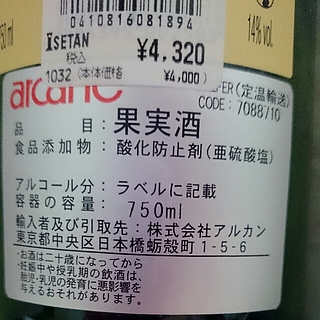 0410816081894
ISETAN
¥4,320
税込
1032 (本体価格 ¥4,000)
50ml
14% vol.
arcane
FER(定温輸送)
CODE: 7088710
品 目:果実酒
食品添加物:酸化防止剤(亜硫酸塩)
アルコール分:ラベルに記載
容器の容量: 750ml
輸入者及び引取先:株式会社アルカン
東京都中央区日本橋蛎殻町1-5-6
・お酒は二十歳になってから
・妊娠中や授乳期の飲酒は、
胎児・乳児の発育に悪影響を
与えるおそれがあります。